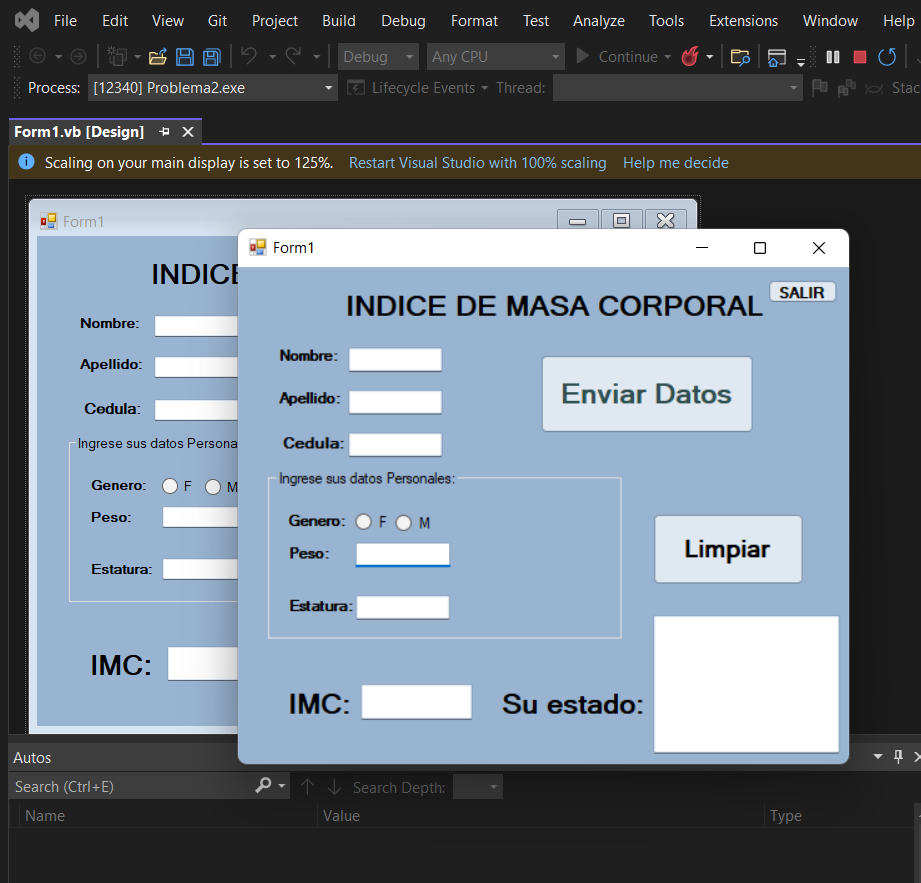 File Edit View Git Project Build Debug Format Test Analyze Tools Extensions Window Help
Debug Any CPU Continue
Process: [12340] Problema2.exe Lifecycle Events Thread: Stac
Form1.vb [Design]
Scaling on your main display is set to 125%. Restart Visual Studio with 100% scaling Help me decide
Form1
INDICE
Nombre:
Apellido:
Cedula:
Ingrese sus datos Persona
Genero: F M
Peso:
Estatura:
IMC:
Form1
SALIR
INDICE DE MASA CORPORAL
Nombre:
Apellido:
Cedula:
Enviar Datos
Ingrese sus datos Personales:
Genero: F M
Peso:
Estatura:
Limpiar
IMC: Su estado:
Autos
Search (Ctrl+E) Search Depth:
Name Value Type